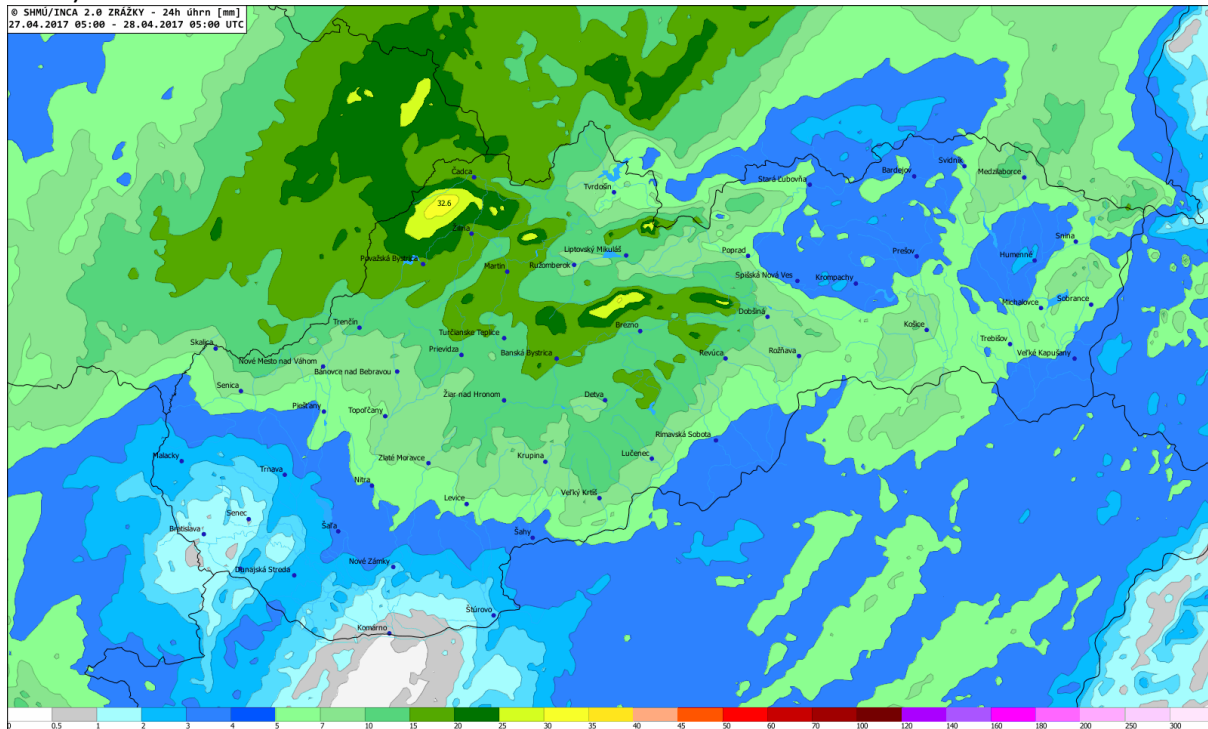 © SHMÚ/INCA 2.0 ZRÁŽKY - 24h úhrn [mm]
27.04.2017 05:00 - 28.04.2017 05:00 UTC
Svidník
Čadca
Stará Ľubovňa
Bardejov
Medzilaborce
Tvrdošín
32.6
Žilina
Snina
Liptovský Mikuláš
Poprad
Prešov
Humenné
Považská Bystrica
Martin
Ružomberok
Spišská Nová Ves
Krompachy
Michalovce
Sobrance
Dobšiná
Trenčín
Brezno
Košice
Turčianske Teplice
Skalica
Trebišov
Prievidza
Banská Bystrica
Revúca
Rožňava
Veľké Kapušany
Nové Mesto nad Váhom
Bánovce nad Bebravou
Senica
Žiar nad Hronom
Detva
Piešťany
Topoľčany
Rimavská Sobota
Malacky
Zlaté Moravce
Krupina
Lučenec
Trnava
Nitra
Levice
Veľký Krtíš
Senec
Bratislava
Šaľa
Šahy
Dunajská Streda
Nové Zámky
Štúrovo
Komárno
0 0.5 1 2 3 4 5 7 10 15 20 25 30 35 40 45 50 60 70 100 120 140 160 180 200 250 300